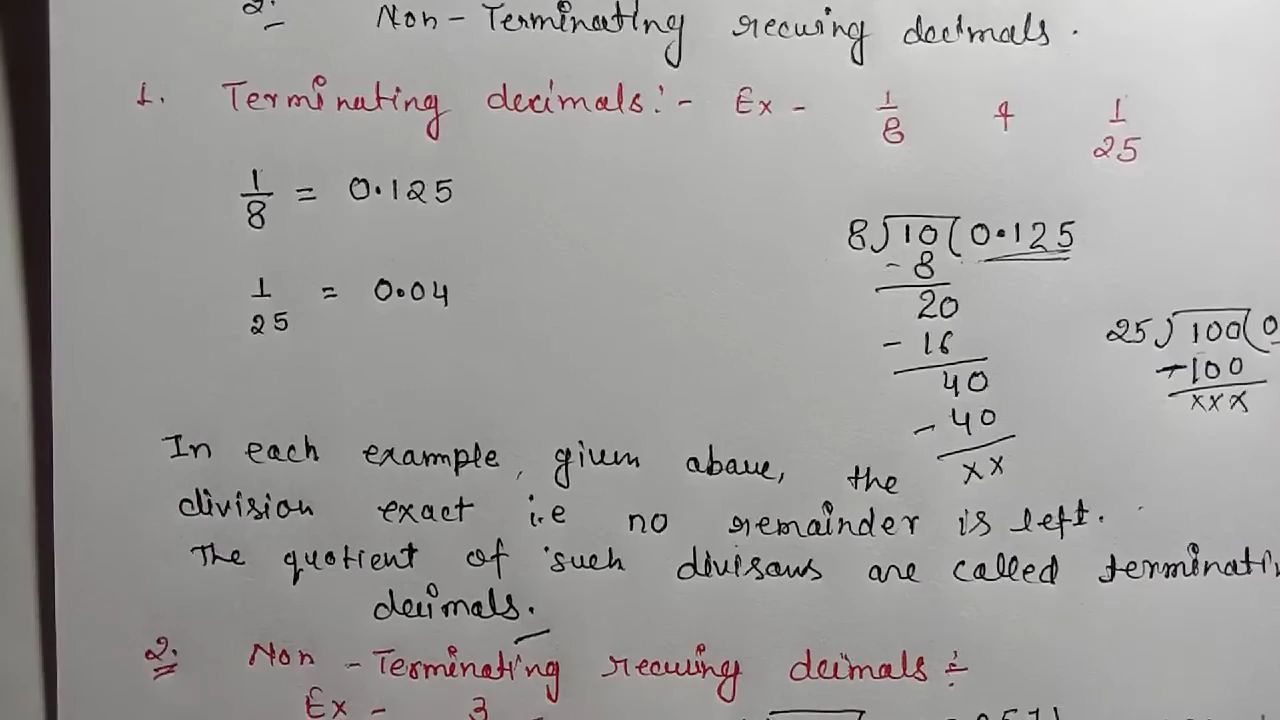 2. Non-Terminating recuring decimals.
1. Terminating decimals:- Ex- 1/8 & 1/25
1/8 = 0.125
8)10(0.125
-8
20
-16
40
-40
xx
1/25 = 0.04
25)100(0
-100
xxx
In each example, given above, the
division exact i.e no remainder is left.
The quotient of such divisons are called terminati
decimals.
2. Non-Terminating recuring decimals:-
Ex- 3